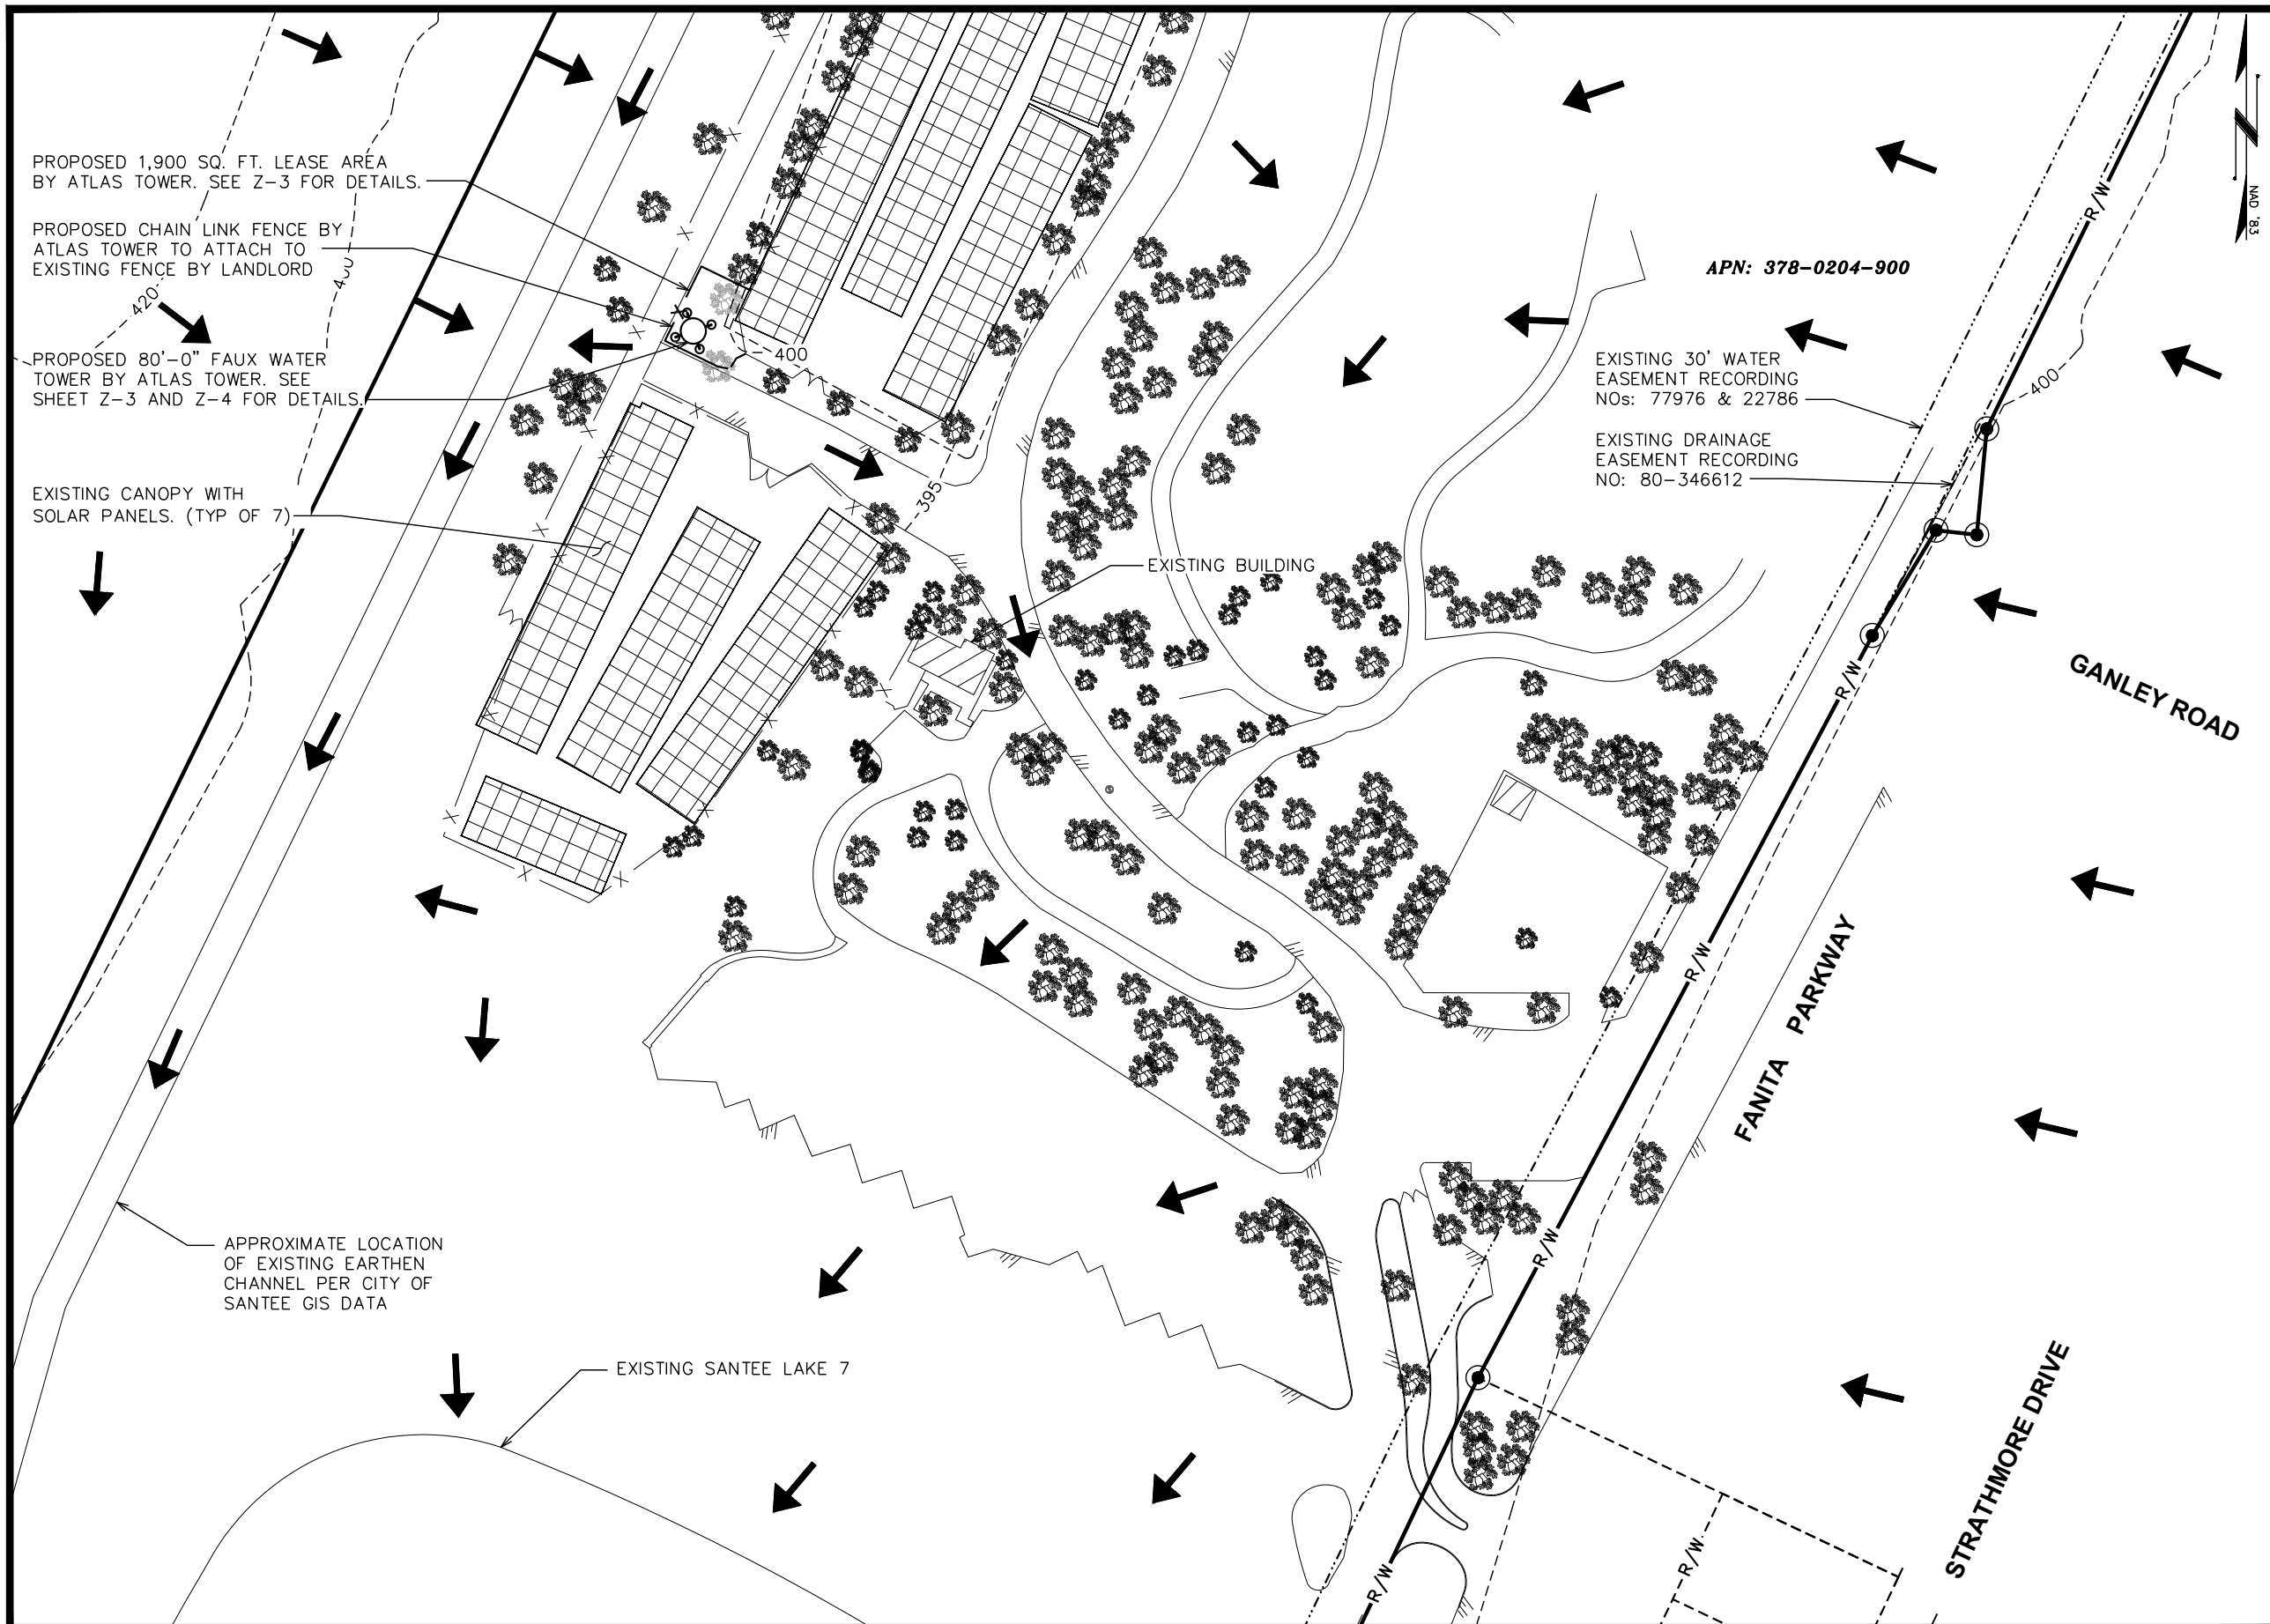 PROPOSED 1,900 SQ. FT. LEASE AREA
BY ATLAS TOWER. SEE Z-3 FOR DETAILS.
PROPOSED CHAIN LINK FENCE BY
ATLAS TOWER TO ATTACH TO
EXISTING FENCE BY LANDLORD
420
PROPOSED 80'-0" FAUX WATER
TOWER BY ATLAS TOWER. SEE
SHEET Z-3 AND Z-4 FOR DETAILS.
EXISTING CANOPY WITH
SOLAR PANELS. (TYP OF 7)
400
395
EXISTING BUILDING
NAD '83
R/W
APN: 378-0204-900
EXISTING 30' WATER
EASEMENT RECORDING
NOs: 77976 & 22786
400
EXISTING DRAINAGE
EASEMENT RECORDING
NO: 80-346612
R/W
GANLEY ROAD
R/W
FANITA PARKWAY
R/W
APPROXIMATE LOCATION
OF EXISTING EARTHEN
CHANNEL PER CITY OF
SANTEE GIS DATA
EXISTING SANTEE LAKE 7
STRATHMORE DRIVE
R/W
R/W